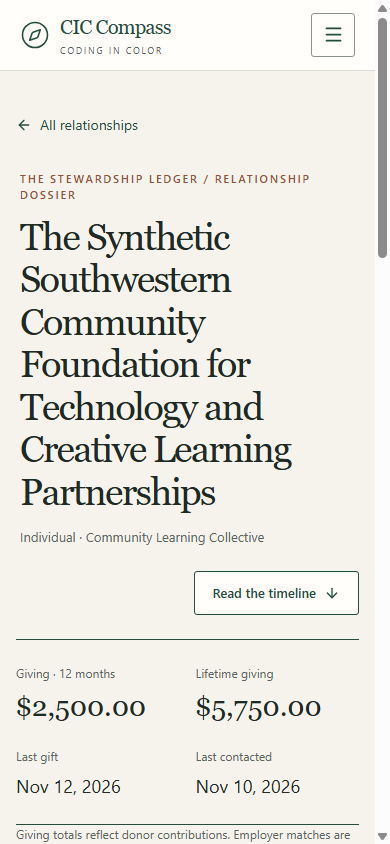 CIC Compass
CODING IN COLOR
All relationships
THE STEWARDSHIP LEDGER / RELATIONSHIP
DOSSIER
The Synthetic
Southwestern
Community
Foundation for
Technology and
Creative Learning
Partnerships
Individual · Community Learning Collective
Read the timeline
Giving · 12 months
Lifetime giving
$2,500.00
$5,750.00
Last gift
Last contacted
Nov 12, 2026
Nov 10, 2026
Giving totals reflect donor contributions. Employer matches are